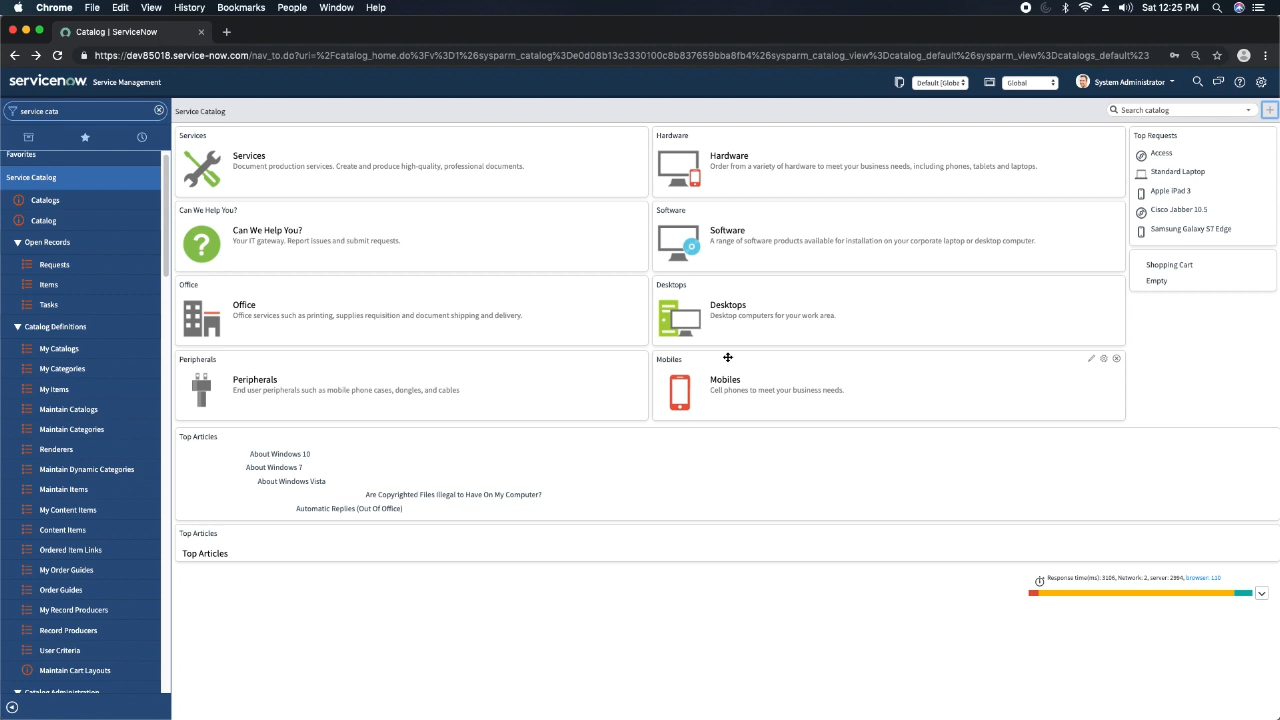 Chrome File Edit View History Bookmarks People Window Help
Sat 12:25 PM
Catalog | ServiceNow
https://dev85018.service-now.com/nav_to.do?uri=%2Fcatalog_home.do%3Fv%3D1%26sysparm_catalog%3De0d08b13c3330100c8b837659bba8fb4%26sysparm_catalog_view%3Dcatalog_default%26sysparm_view%3Dcatalogs_default%23
servicenow Service Management
Default [Globa
Global
System Administrator
service cata
Service Catalog
Search catalog
Favorites
Service Catalog
Catalogs
Catalog
Open Records
Requests
Items
Tasks
Catalog Definitions
My Catalogs
My Categories
My Items
Maintain Catalogs
Maintain Categories
Renderers
Maintain Dynamic Categories
Maintain Items
My Content Items
Content Items
Ordered Item Links
My Order Guides
Order Guides
My Record Producers
Record Producers
User Criteria
Maintain Cart Layouts
Catalog Administration
Services
Services
Document production services. Create and produce high-quality, professional documents.
Hardware
Hardware
Order from a variety of hardware to meet your business needs, including phones, tablets and laptops.
Can We Help You?
Can We Help You?
Your IT gateway. Report issues and submit requests.
Software
Software
A range of software products available for installation on your corporate laptop or desktop computer.
Office
Office
Office services such as printing, supplies requisition and document shipping and delivery.
Desktops
Desktops
Desktop computers for your work area.
Peripherals
Peripherals
End user peripherals such as mobile phone cases, dongles, and cables
Mobiles
Mobiles
Cell phones to meet your business needs.
Top Requests
Access
Standard Laptop
Apple iPad 3
Cisco Jabber 10.5
Samsung Galaxy S7 Edge
Shopping Cart
Empty
Top Articles
About Windows 10
About Windows 7
About Windows Vista
Are Copyrighted Files Illegal to Have On My Computer?
Automatic Replies (Out Of Office)
Top Articles
Top Articles
Response time(ms): 3106, Network: 2, server: 2994, browser: 110